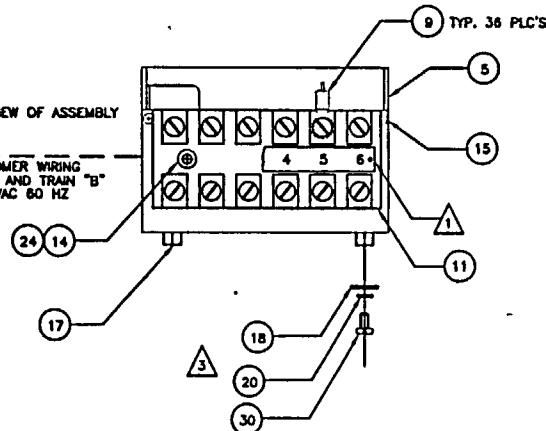 9 TYP. 36 PLC'S
5
EW OF ASSEMBLY
15
OMER WIRING
AND TRAIN "B"
VAC 60 HZ
4 5 6
1
24 14
11
17
18
3
20
30